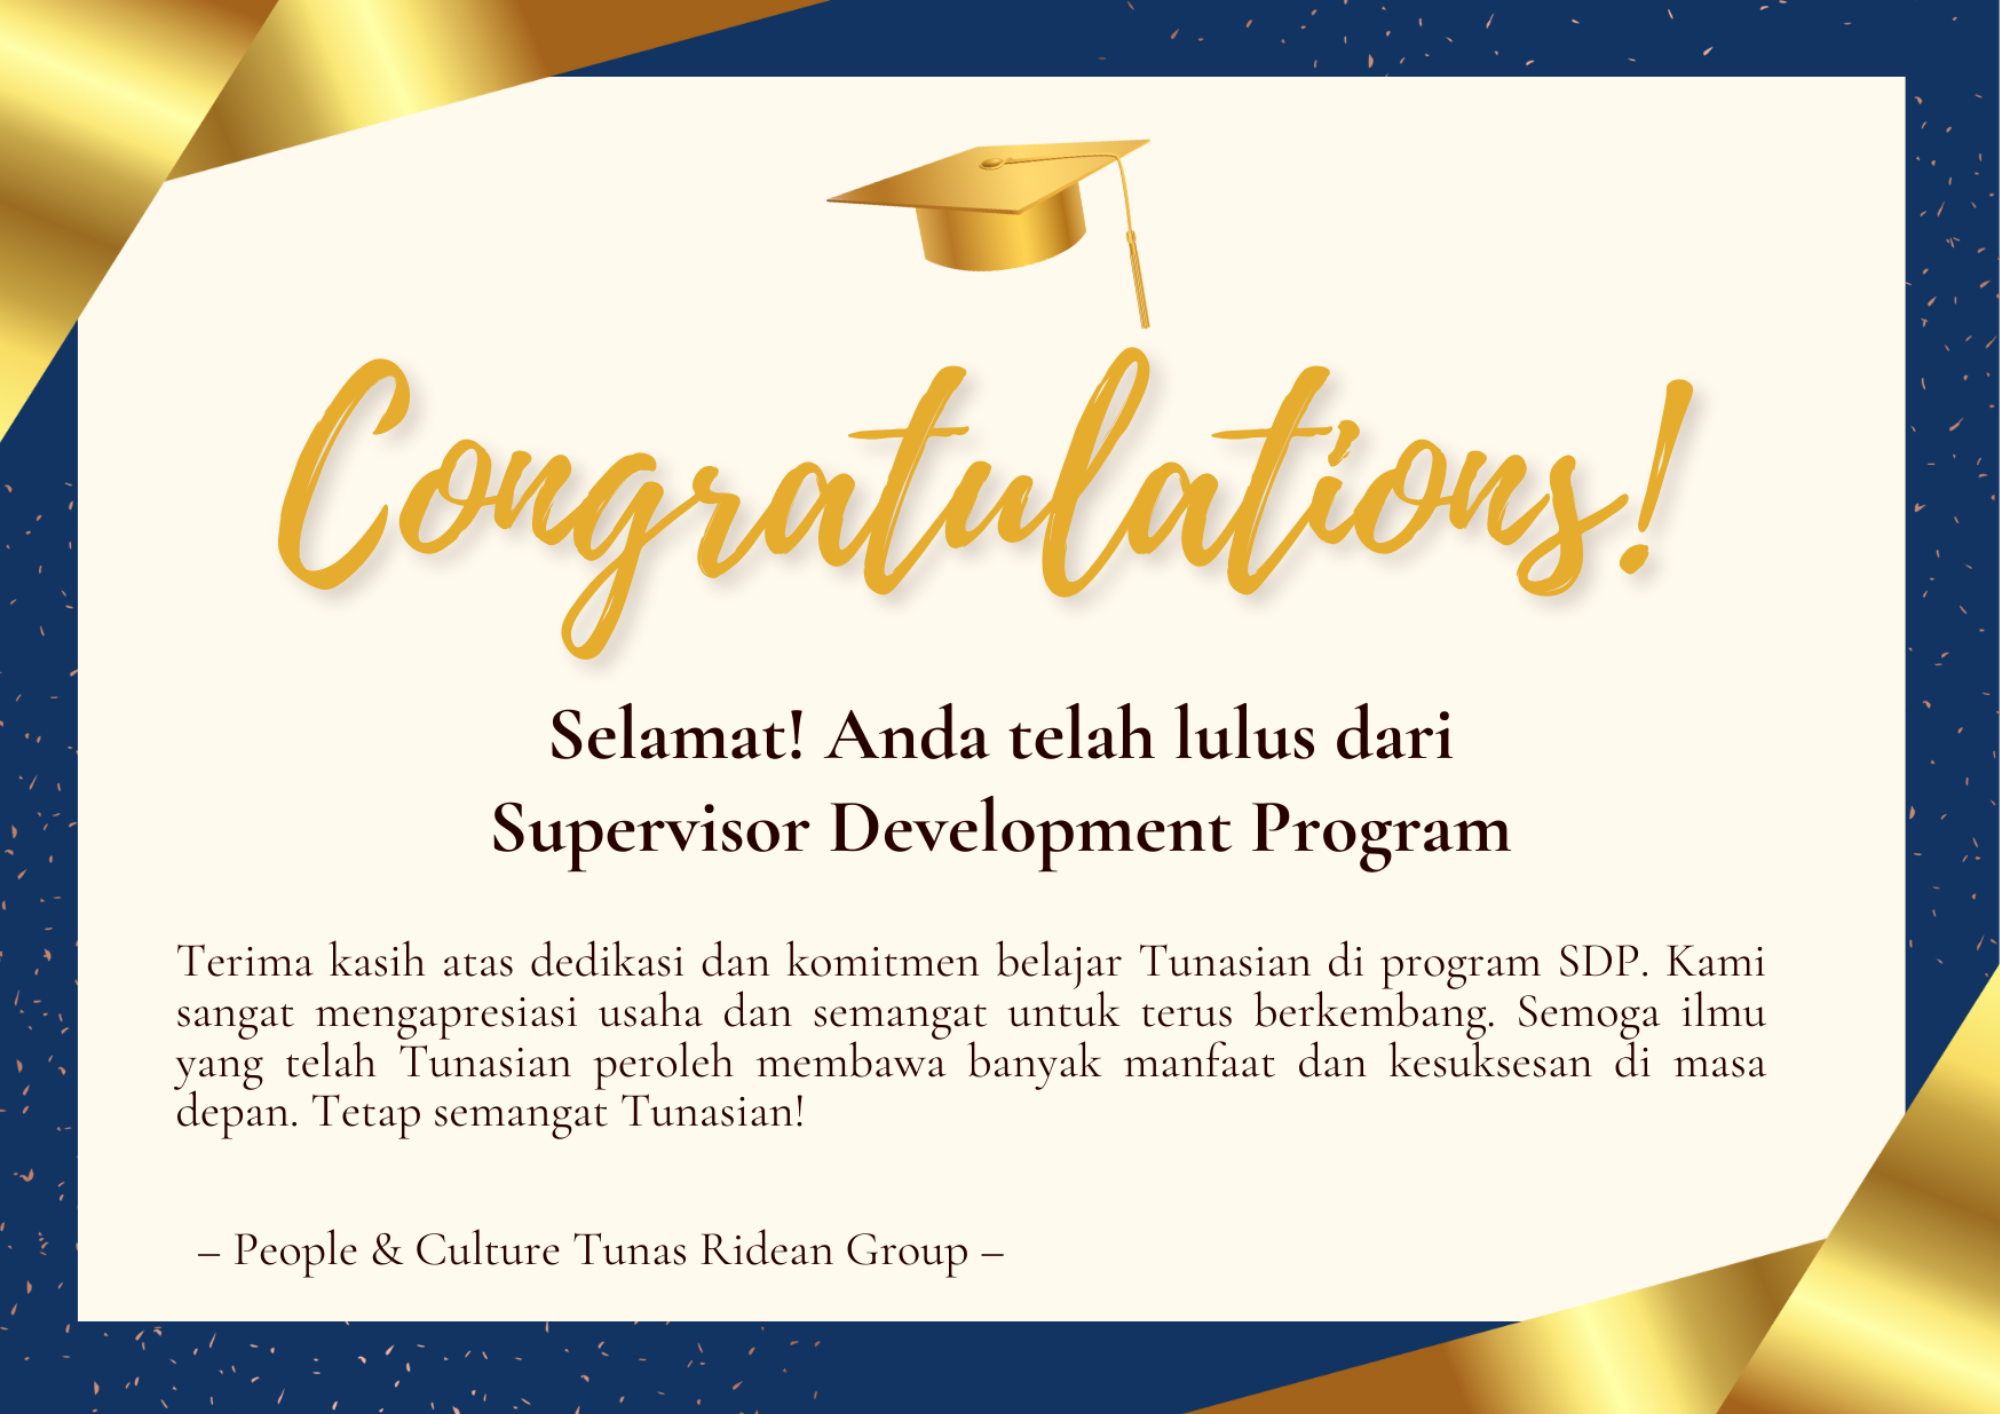 Congratulations!
Selamat! Anda telah lulus dari
Supervisor Development Program
Terima kasih atas dedikasi dan komitmen belajar Tunasian di program SDP. Kami
sangat mengapresiasi usaha dan semangat untuk terus berkembang. Semoga ilmu
yang telah Tunasian peroleh membawa banyak manfaat dan kesuksesan di masa
depan. Tetap semangat Tunasian!
– People & Culture Tunas Ridean Group –